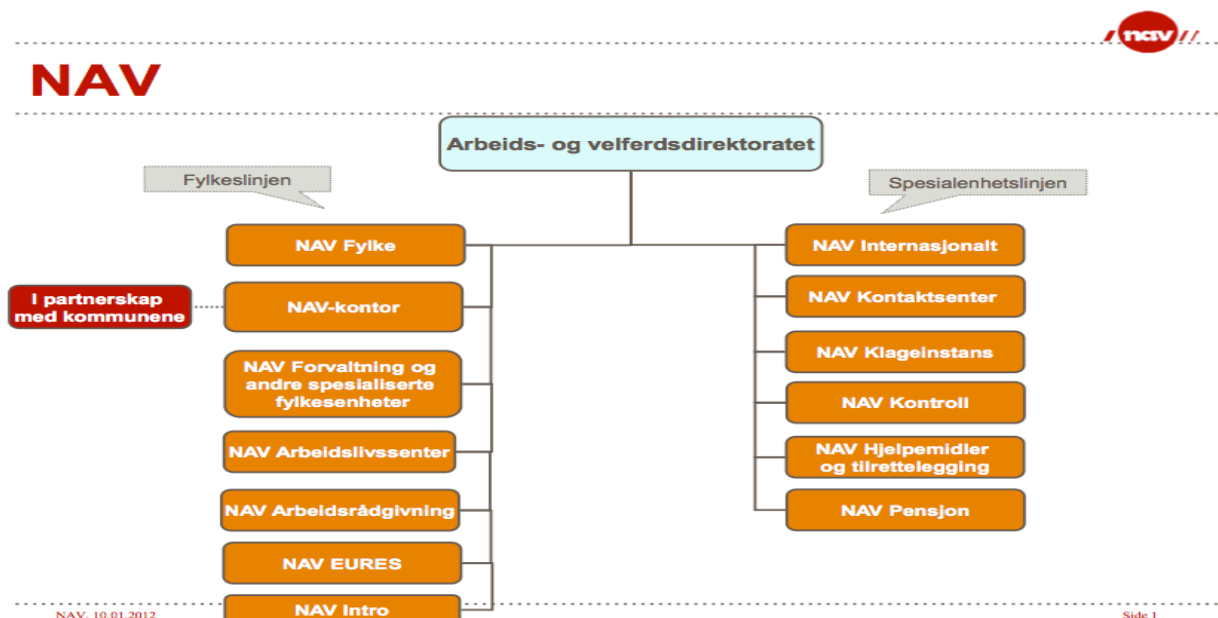 nav
NAV
Arbeids- og velferdsdirektoratet
Fylkeslinjen
Spesialenhetslinjen
NAV Fylke
I partnerskap
med kommunene
NAV-kontor
NAV Forvaltning og
andre spesialiserte
fylkesenheter
NAV Arbeidslivssenter
NAV Arbeidsrådgivning
NAV EURES
NAV Intro
NAV Internasjonalt
NAV Kontaktsenter
NAV Klageinstans
NAV Kontroll
NAV Hjelpemidler
og tilrettelegging
NAV Pensjon
NAV, 10.01.2012
Side 1